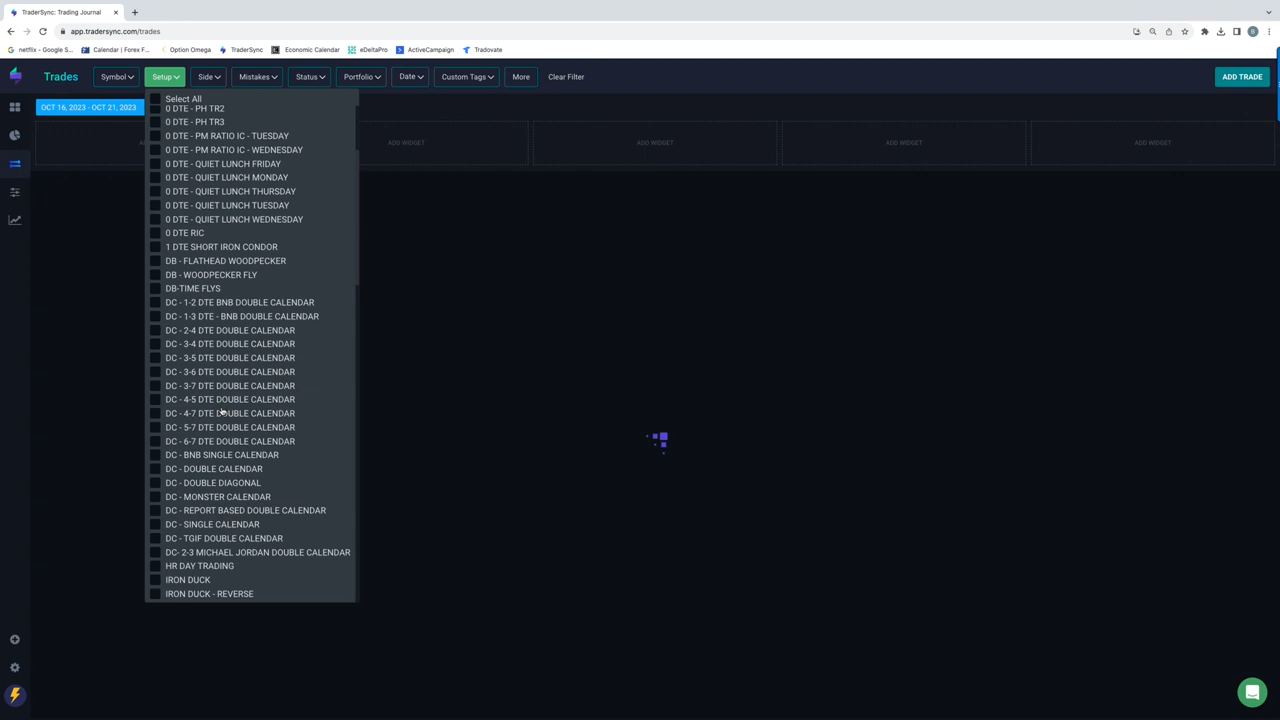 TraderSync: Trading Journal
app.tradersync.com/trades
netflix - Google S...
Calendar | Forex F...
Option Omega
TraderSync
Economic Calendar
eDeltaPro
ActiveCampaign
Tradovate
B
Trades
Symbol
Setup
Side
Mistakes
Status
Portfolio
Date
Custom Tags
More
Clear Filter
ADD TRADE
OCT 16, 2023 - OCT 21, 2023
ADD WIDGET
ADD WIDGET
ADD WIDGET
ADD WIDGET
Select All
0 DTE - PH TR2
0 DTE - PH TR3
0 DTE - PM RATIO IC - TUESDAY
0 DTE - PM RATIO IC - WEDNESDAY
0 DTE - QUIET LUNCH FRIDAY
0 DTE - QUIET LUNCH MONDAY
0 DTE - QUIET LUNCH THURSDAY
0 DTE - QUIET LUNCH TUESDAY
0 DTE - QUIET LUNCH WEDNESDAY
0 DTE RIC
1 DTE SHORT IRON CONDOR
DB - FLATHEAD WOODPECKER
DB - WOODPECKER FLY
DB-TIME FLYS
DC - 1-2 DTE BNB DOUBLE CALENDAR
DC - 1-3 DTE - BNB DOUBLE CALENDAR
DC - 2-4 DTE DOUBLE CALENDAR
DC - 3-4 DTE DOUBLE CALENDAR
DC - 3-5 DTE DOUBLE CALENDAR
DC - 3-6 DTE DOUBLE CALENDAR
DC - 3-7 DTE DOUBLE CALENDAR
DC - 4-5 DTE DOUBLE CALENDAR
DC - 4-7 DTE DOUBLE CALENDAR
DC - 5-7 DTE DOUBLE CALENDAR
DC - 6-7 DTE DOUBLE CALENDAR
DC - BNB SINGLE CALENDAR
DC - DOUBLE CALENDAR
DC - DOUBLE DIAGONAL
DC - MONSTER CALENDAR
DC - REPORT BASED DOUBLE CALENDAR
DC - SINGLE CALENDAR
DC - TGIF DOUBLE CALENDAR
DC- 2-3 MICHAEL JORDAN DOUBLE CALENDAR
HR DAY TRADING
IRON DUCK
IRON DUCK - REVERSE